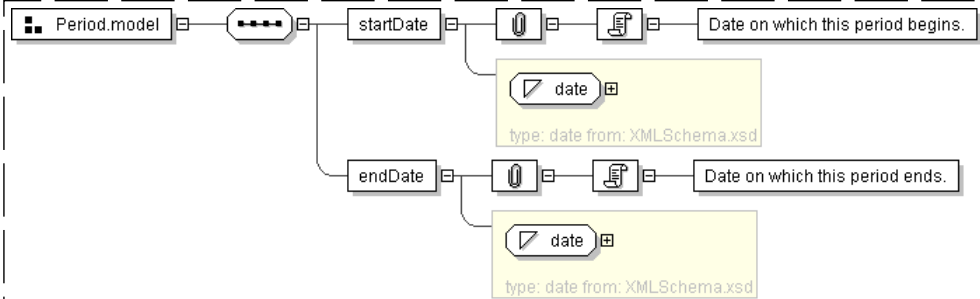 Period.model
startDate
Date on which this period begins.
date
type: date from: XMLSchema.xsd
endDate
Date on which this period ends.
date
type: date from: XMLSchema.xsd